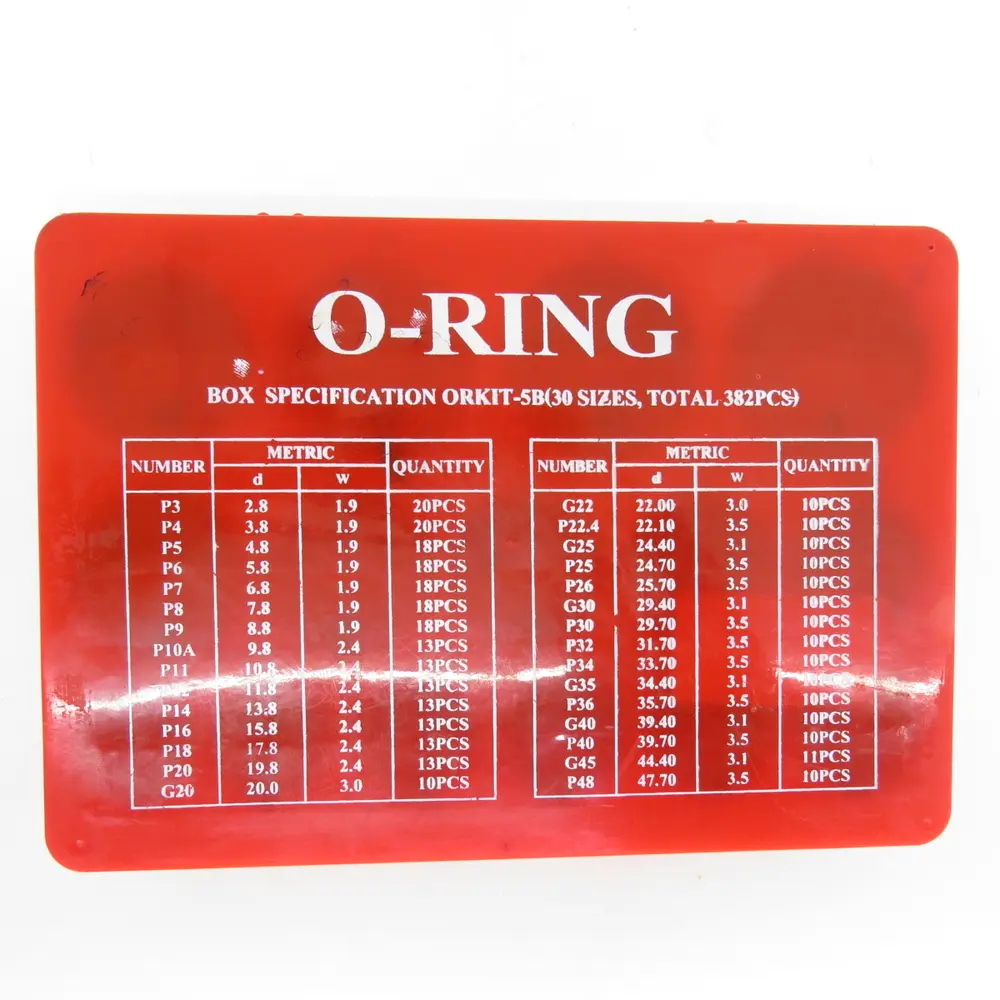 O-RING
BOX SPECIFICATION ORKIT-5B(30 SIZES, TOTAL 382PCS)
NUMBER METRIC QUANTITY
d w
P3 2.8 1.9 20PCS
P4 3.8 1.9 20PCS
P5 4.8 1.9 18PCS
P6 5.8 1.9 18PCS
P7 6.8 1.9 18PCS
P8 7.8 1.9 18PCS
P9 8.8 1.9 18PCS
P10A 9.8 2.4 13PCS
P11 10.8 2.4 13PCS
11.8 2.4 13PCS
P14 13.8 2.4 13PCS
P16 15.8 2.4 13PCS
P18 17.8 2.4 13PCS
P20 19.8 2.4 13PCS
G20 20.0 3.0 10PCS
NUMBER METRIC QUANTITY
d w
G22 22.00 3.0 10PCS
P22.4 22.10 3.5 10PCS
G25 24.40 3.1 10PCS
P25 24.70 3.5 10PCS
P26 25.70 3.5 10PCS
G30 29.40 3.1 10PCS
P30 29.70 3.5 10PCS
P32 31.70 3.5 10PCS
P34 33.70 3.5 10PCS
G35 34.40 3.1 10PCS
P36 35.70 3.5 10PCS
G40 39.40 3.1 10PCS
P40 39.70 3.5 10PCS
G45 44.40 3.1 11PCS
P48 47.70 3.5 10PCS